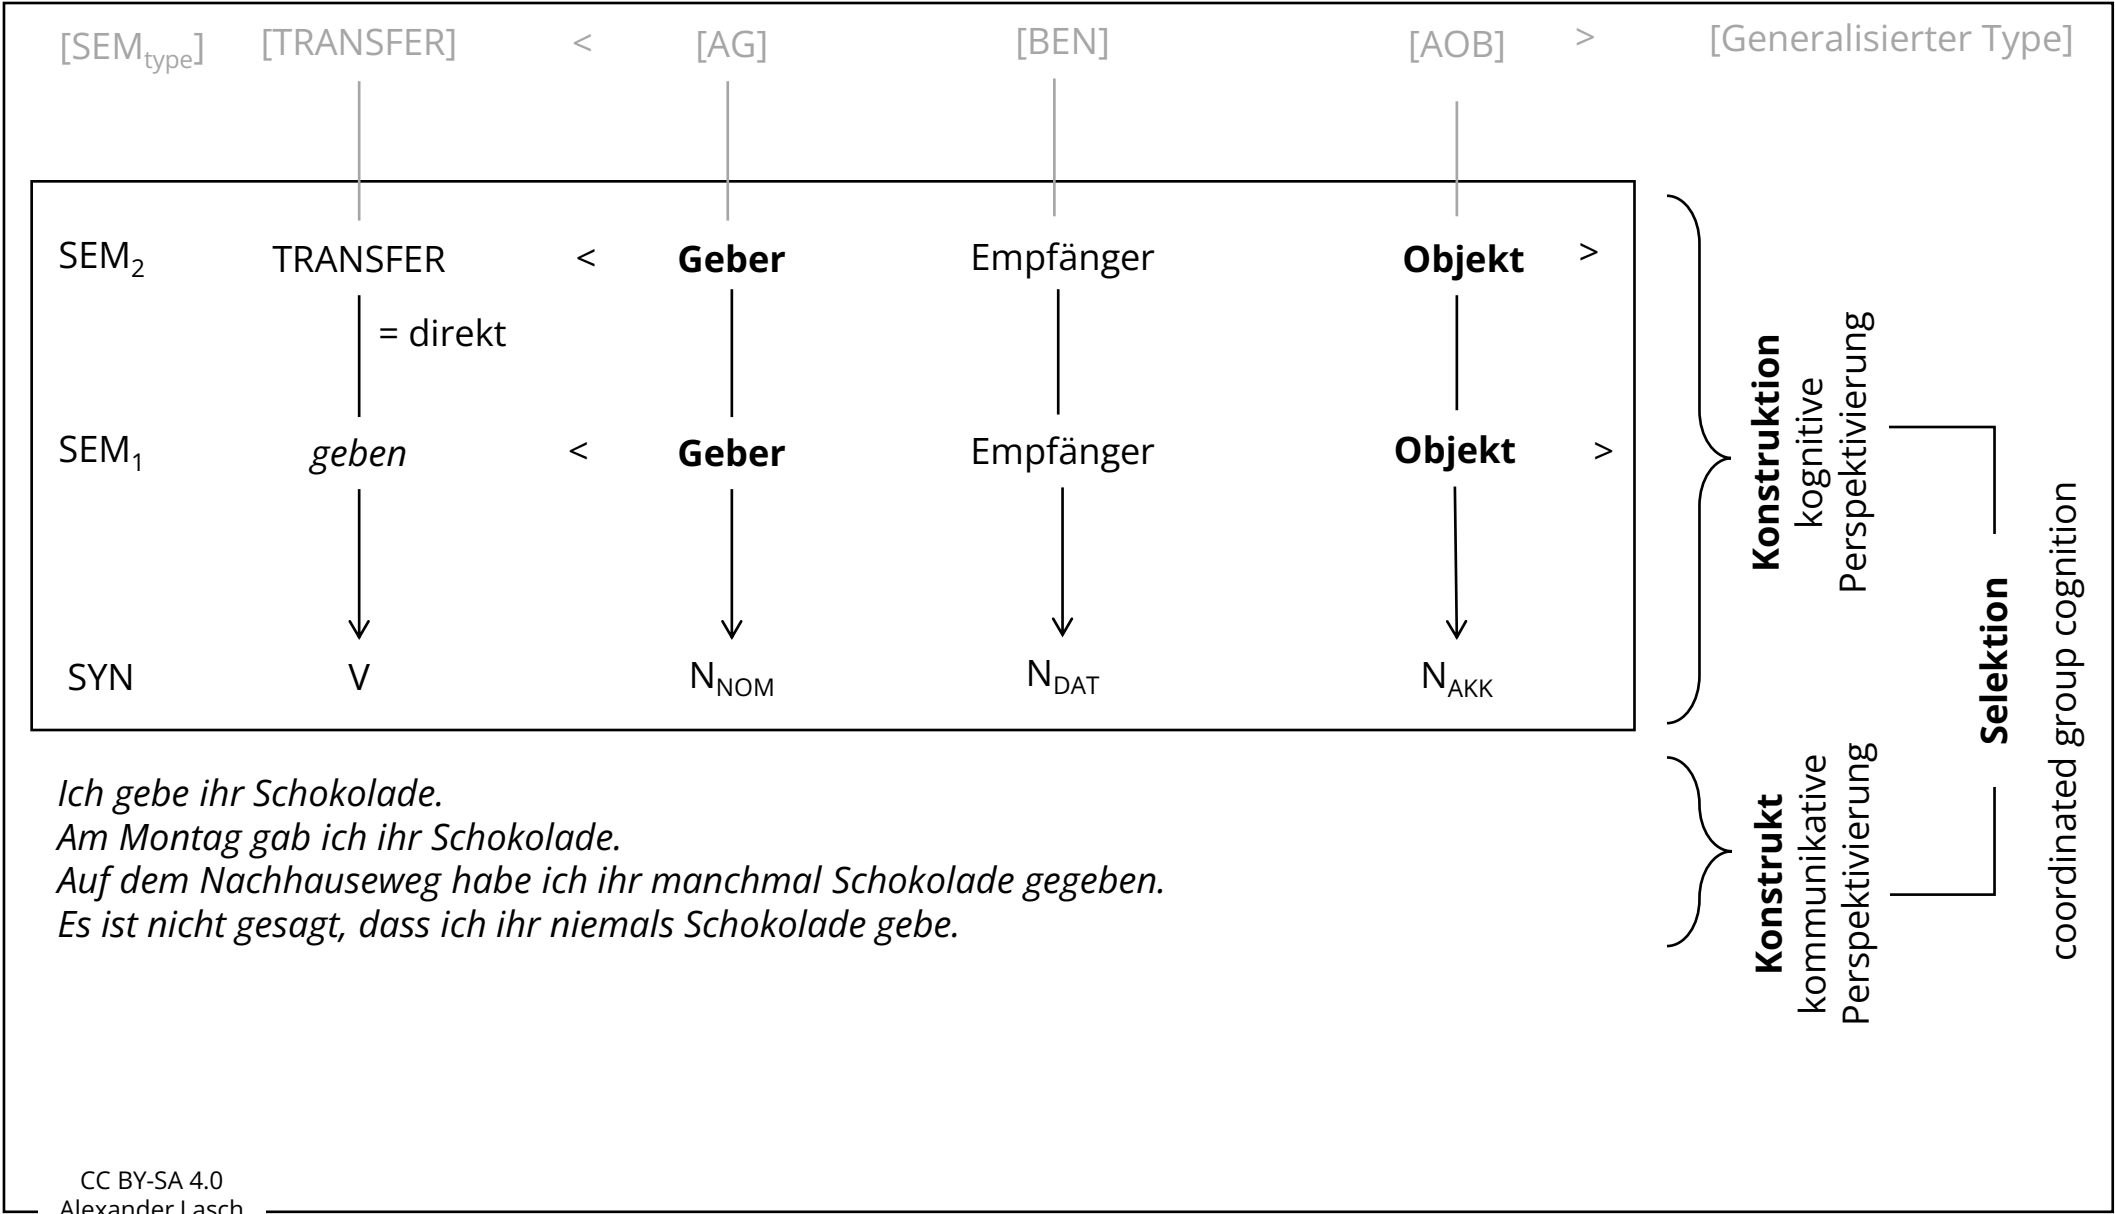 [SEMtype] [TRANSFER] < [AG] [BEN] [AOB] > [Generalisierter Type]
SEM2 TRANSFER < Geber Empfänger Objekt >
= direkt
SEM1 geben < Geber Empfänger Objekt >
SYN V NNOM NDAT NAKK
Konstruktion
kognitive
Perspektivierung
Ich gebe ihr Schokolade.
Am Montag gab ich ihr Schokolade.
Auf dem Nachhauseweg habe ich ihr manchmal Schokolade gegeben.
Es ist nicht gesagt, dass ich ihr niemals Schokolade gebe.
Konstrukt
kommunikative
Perspektivierung
Selektion
coordinated group cognition
CC BY-SA 4.0
Alexander Lasch